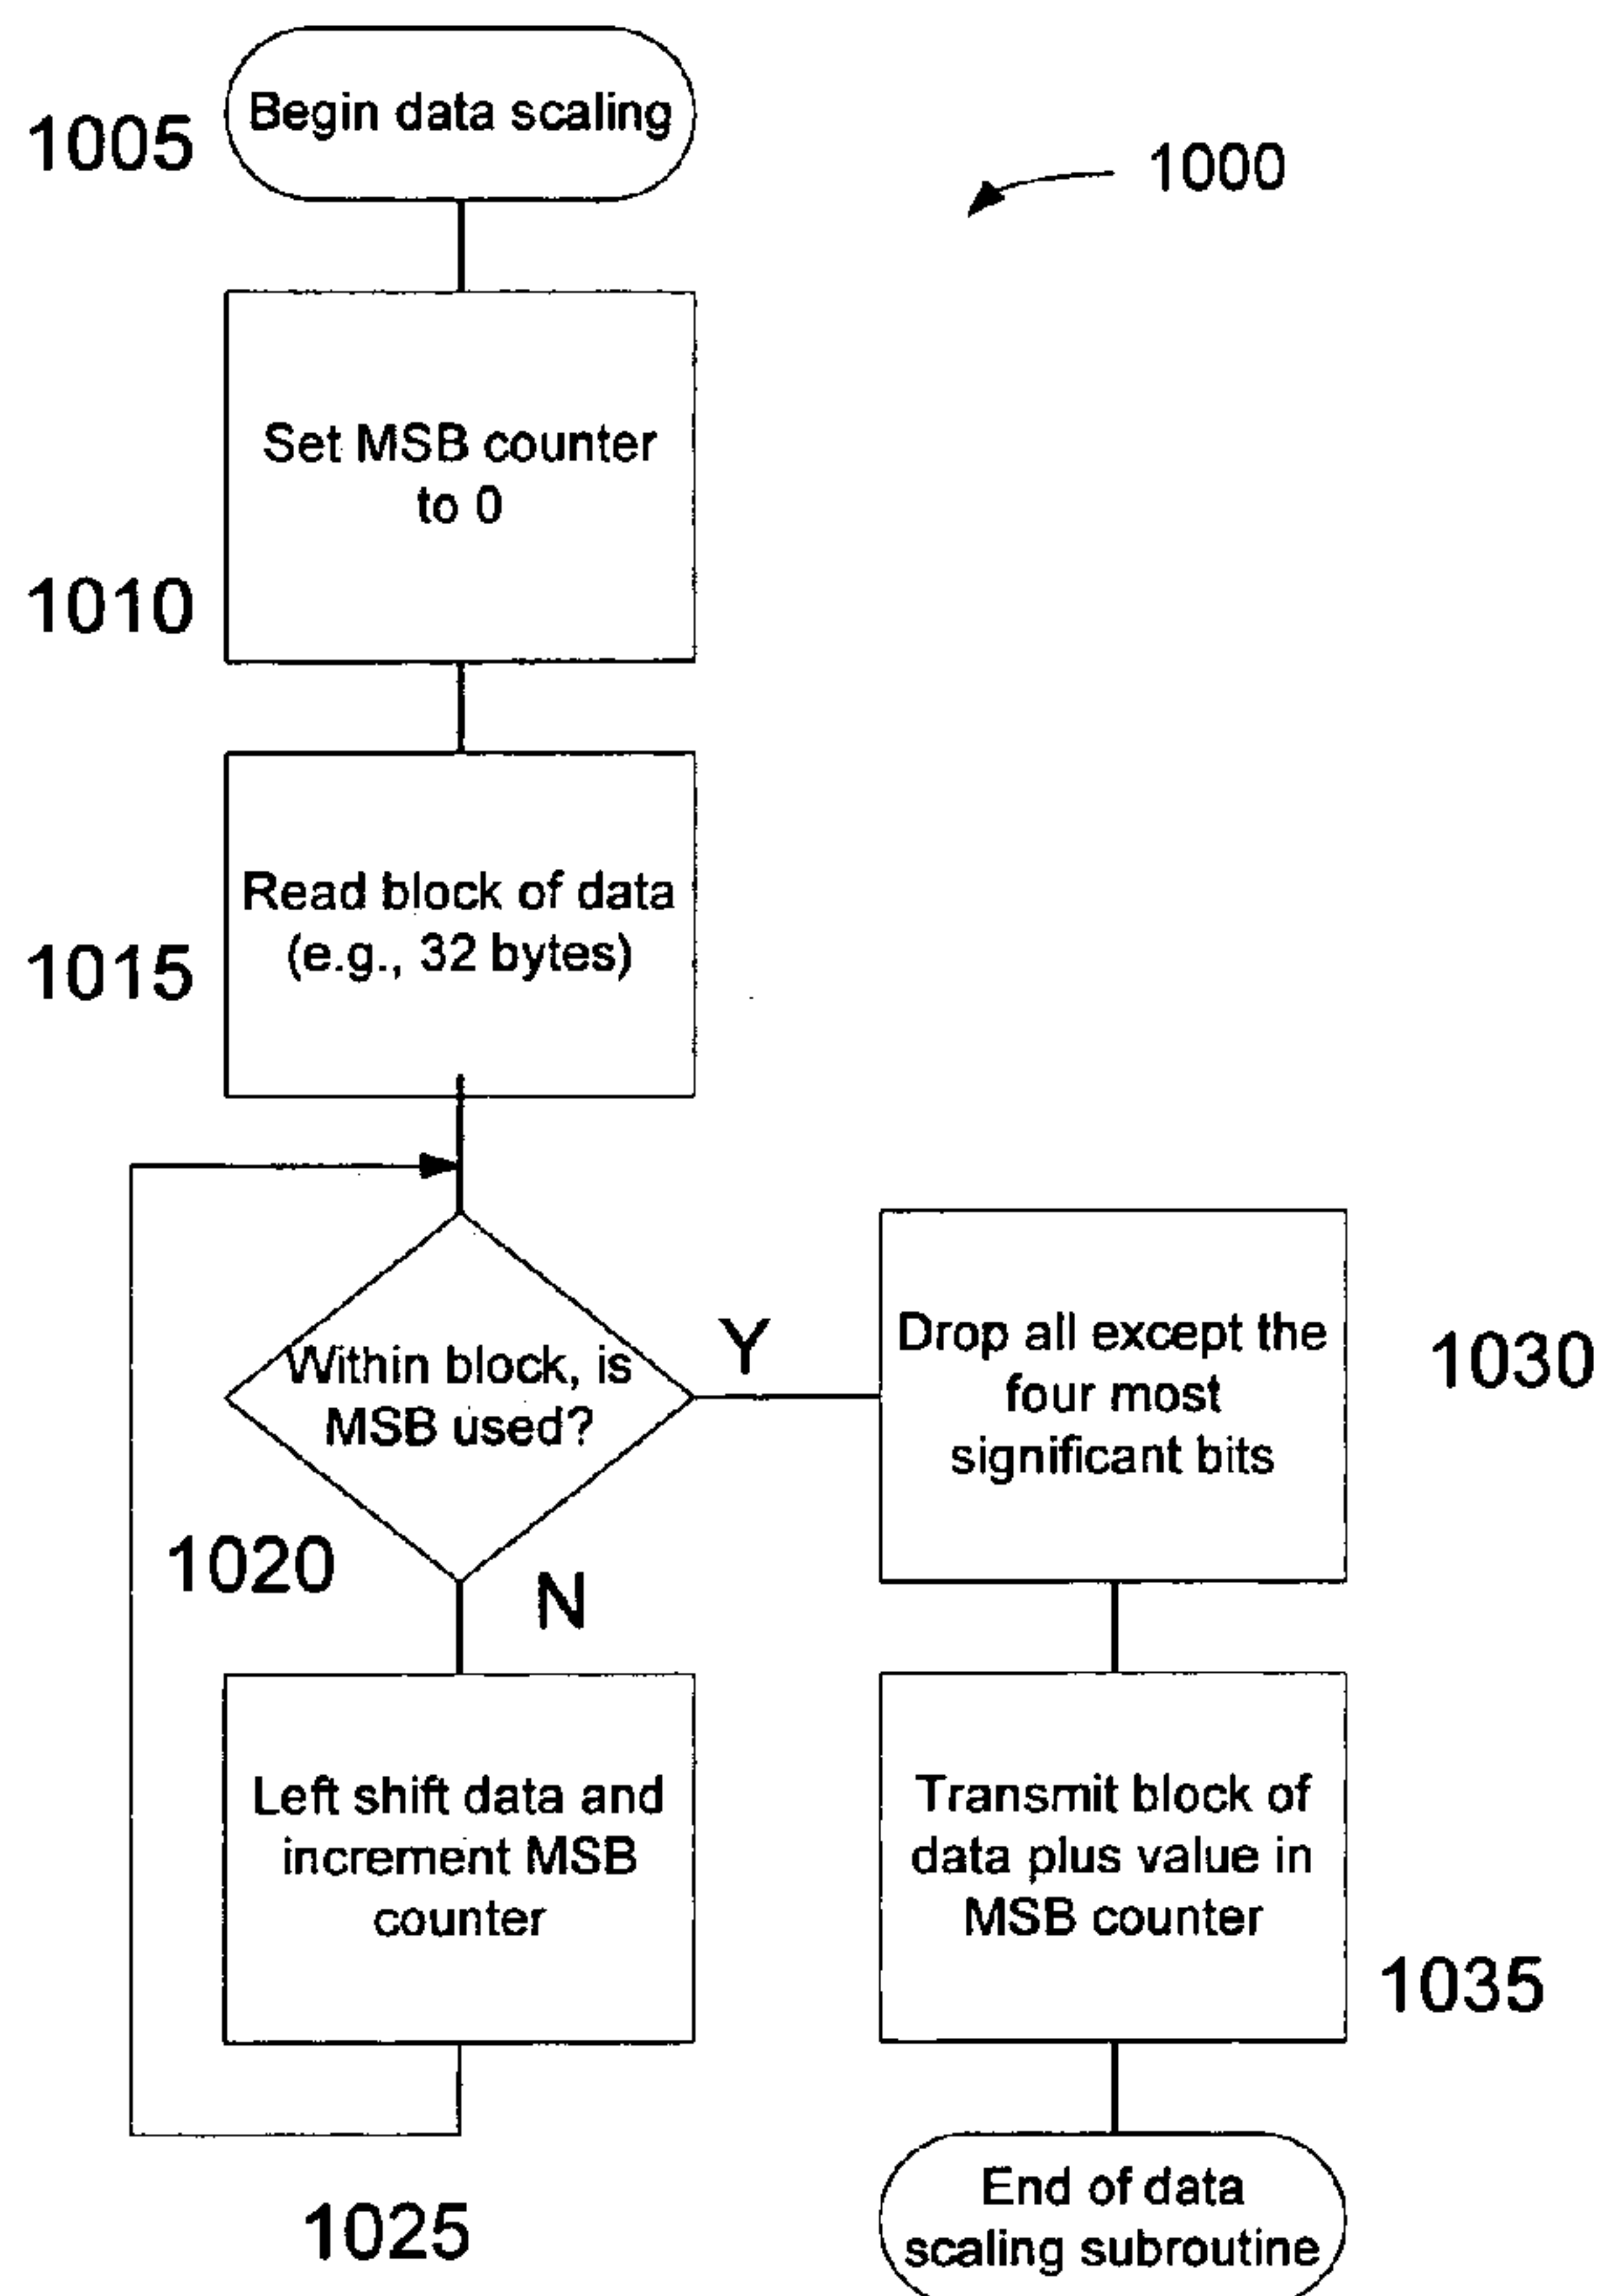 Begin data scaling
1005
1000
Set MSB counter
to 0
1010
Read block of data
(e.g., 32 bytes)
1015
Within block, is
MSB used?
Y
N
1020
Drop all except the
four most
significant bits
1030
Left shift data and
increment MSB
counter
1025
Transmit block of
data plus value in
MSB counter
1035
End of data
scaling subroutine